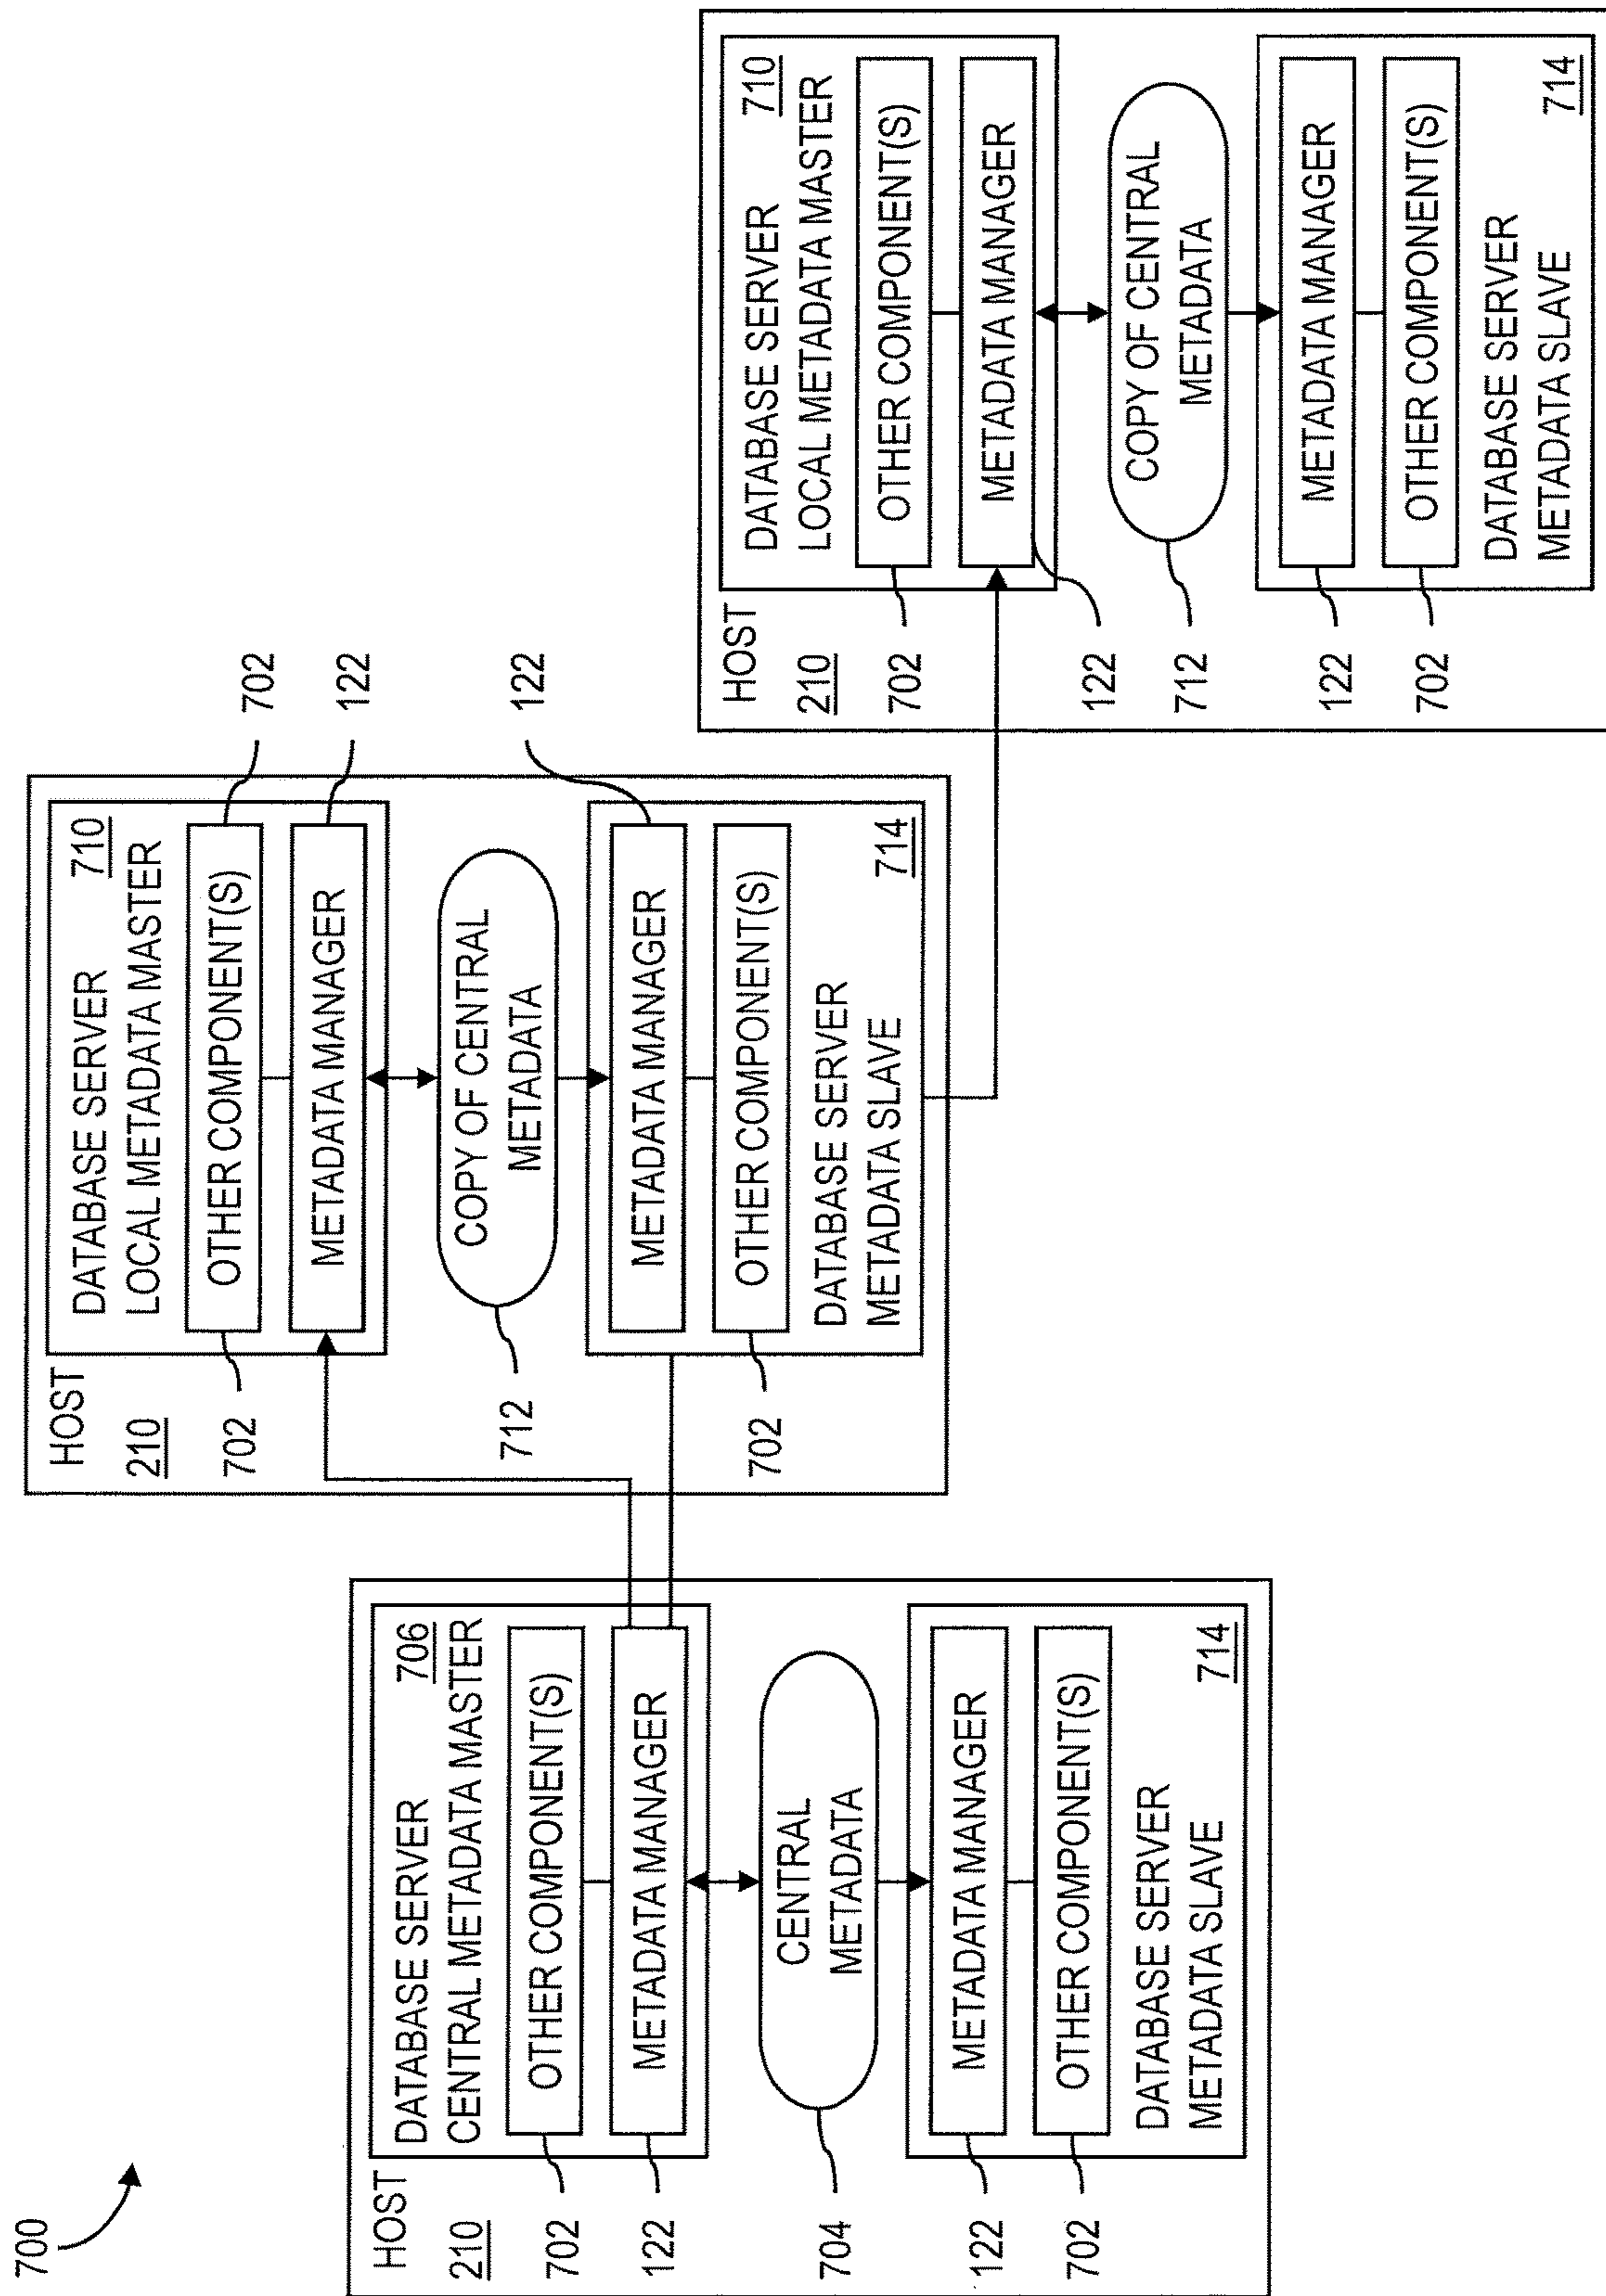 700
HOST
210
DATABASE SERVER
706
CENTRAL METADATA MASTER
702
OTHER COMPONENT(S)
122
METADATA MANAGER
704
CENTRAL
METADATA
122
METADATA MANAGER
702
OTHER COMPONENT(S)
DATABASE SERVER
714
METADATA SLAVE
HOST
210
DATABASE SERVER
710
LOCAL METADATA MASTER
702
OTHER COMPONENT(S)
702
METADATA MANAGER
122
712
COPY OF CENTRAL
METADATA
METADATA MANAGER
122
702
OTHER COMPONENT(S)
DATABASE SERVER
714
METADATA SLAVE
HOST
210
DATABASE SERVER
710
LOCAL METADATA MASTER
702
OTHER COMPONENT(S)
METADATA MANAGER
122
712
COPY OF CENTRAL
METADATA
122
METADATA MANAGER
702
OTHER COMPONENT(S)
DATABASE SERVER
714
METADATA SLAVE